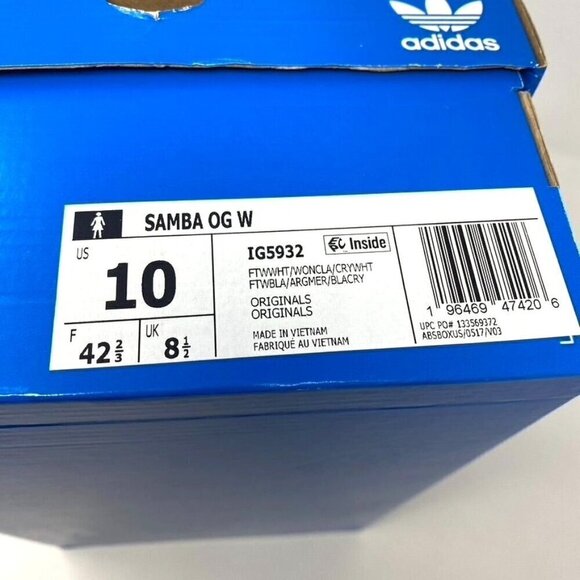 adidas
SAMBA OG W
US
10
F
42 2/3
UK
8 1/2
IG5932
Inside
FTWWHT/WONCLA/CRYWHT
FTWBLA/ARGMER/BLACRY
ORIGINALS
ORIGINALS
MADE IN VIETNAM
FABRIQUÉ AU VIETNAM
1 96469 47420 6
UPC PO# 133569372
ABSBOXUS/0517/V03